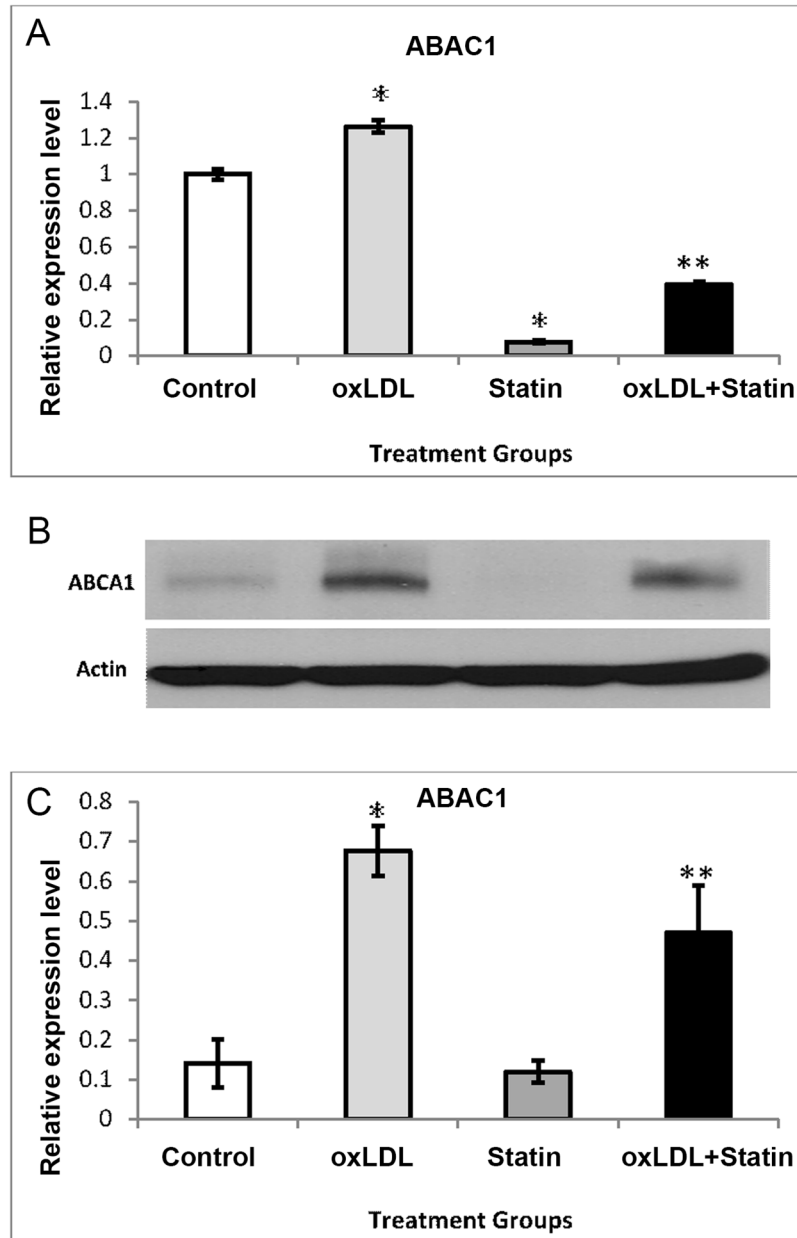 A
ABAC1
Relative expression level
1.4
1.2
1
0.8
0.6
0.4
0.2
0
*
*
**
Control oxLDL Statin oxLDL+Statin
Treatment Groups
B
ABCA1
Actin
C
ABAC1
Relative expression level
0.8
0.7
0.6
0.5
0.4
0.3
0.2
0.1
0
*
**
Control oxLDL Statin oxLDL+Statin
Treatment Groups